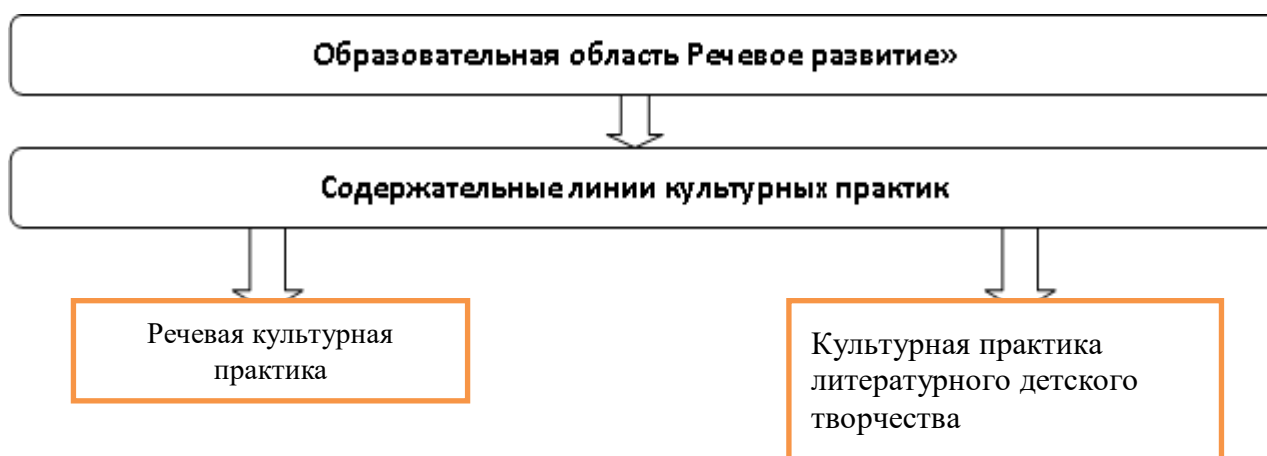 Образовательная область Речевое развитие»
Содержательные линии культурных практик
Речевая культурная
практика
Культурная практика
литературного детского
творчества